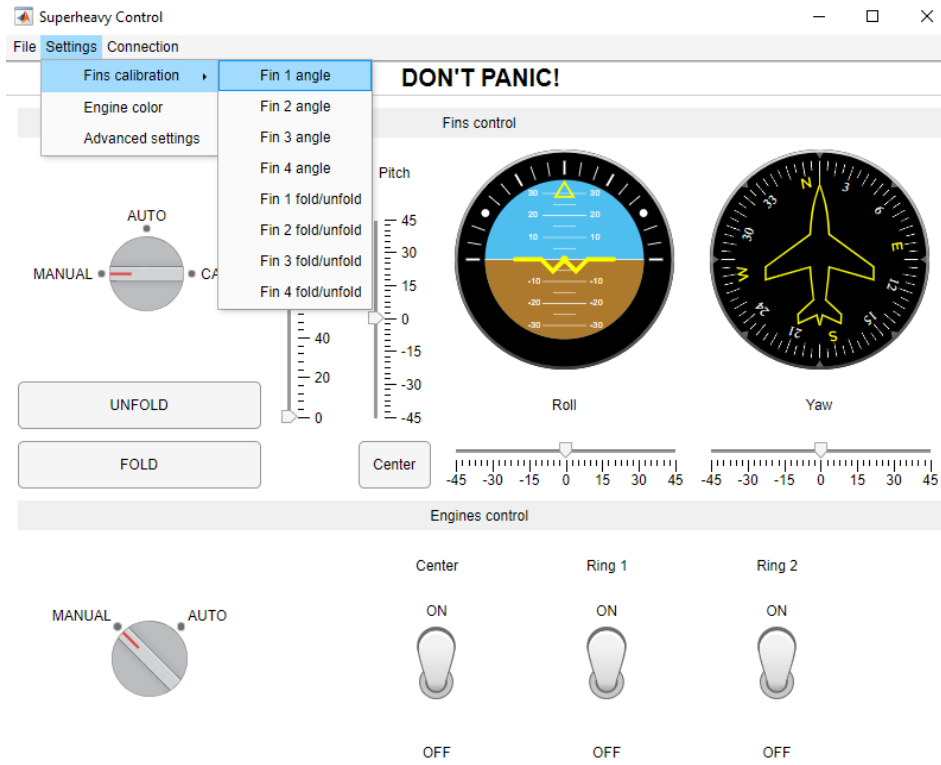 Superheavy Control
File Settings Connection
Fins calibration
Engine color
Advanced settings
Fin 1 angle
Fin 2 angle
Fin 3 angle
Fin 4 angle
Fin 1 fold/unfold
Fin 2 fold/unfold
Fin 3 fold/unfold
Fin 4 fold/unfold
DON'T PANIC!
Fins control
AUTO
MANUAL
CA
UNFOLD
FOLD
40
20
0
Pitch
45
30
15
0
-15
-30
-45
Center
30 30
20 20
10 10
-10 -10
-20 -20
-30 -30
Roll
-45 -30 -15 0 15 30 45
N 3 6 E 12 15 S 21 24 W 30 33
Yaw
-45 -30 -15 0 15 30 45
Engines control
MANUAL AUTO
Center Ring 1 Ring 2
ON ON ON
OFF OFF OFF